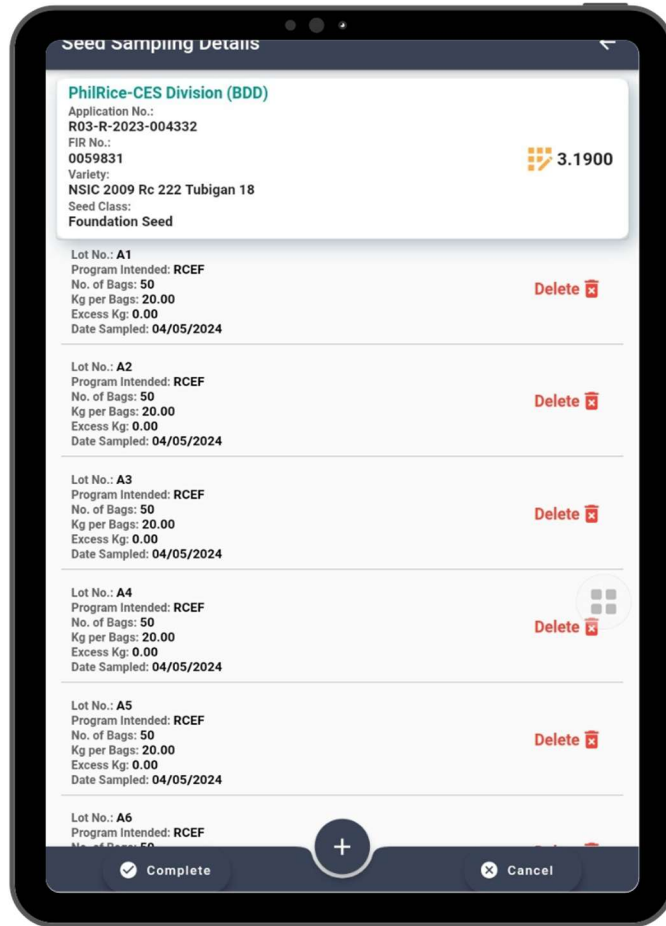 Seed Sampling Details
PhilRice-CES Division (BDD)
Application No.:
R03-R-2023-004332
FIR No.:
0059831
3.1900
Variety:
NSIC 2009 Rc 222 Tubigan 18
Seed Class:
Foundation Seed
Lot No.: A1
Program Intended: RCEF
No. of Bags: 50
Kg per Bags: 20.00
Excess Kg: 0.00
Date Sampled: 04/05/2024
Delete
Lot No.: A2
Program Intended: RCEF
No. of Bags: 50
Kg per Bags: 20.00
Excess Kg: 0.00
Date Sampled: 04/05/2024
Delete
Lot No.: A3
Program Intended: RCEF
No. of Bags: 50
Kg per Bags: 20.00
Excess Kg: 0.00
Date Sampled: 04/05/2024
Delete
Lot No.: A4
Program Intended: RCEF
No. of Bags: 50
Kg per Bags: 20.00
Excess Kg: 0.00
Date Sampled: 04/05/2024
Delete
Lot No.: A5
Program Intended: RCEF
No. of Bags: 50
Kg per Bags: 20.00
Excess Kg: 0.00
Date Sampled: 04/05/2024
Delete
Lot No.: A6
Program Intended: RCEF
No. of Bags: 50
Complete
Cancel